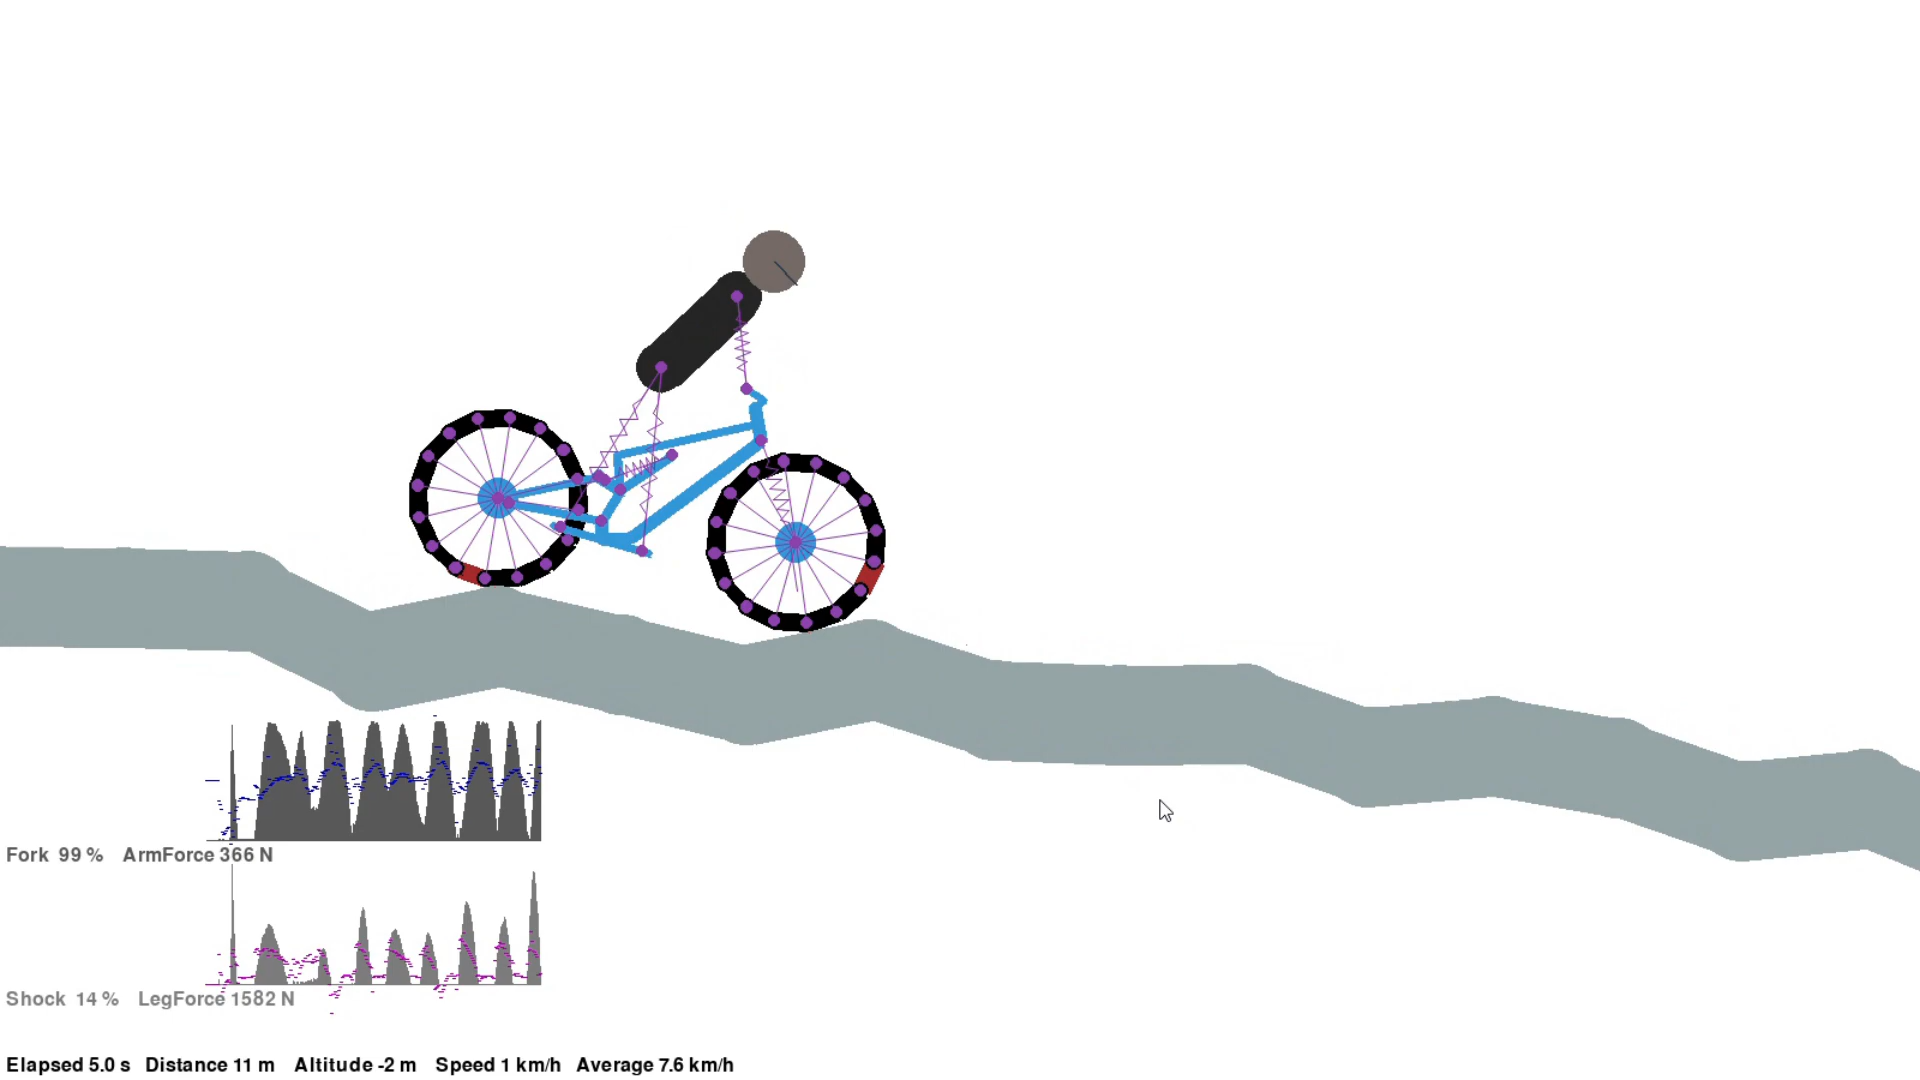 Fork 99 % ArmForce 366 N
Shock 14 % LegForce 1582 N
Elapsed 5.0 s Distance 11 m Altitude -2 m Speed 1 km/h Average 7.6 km/h